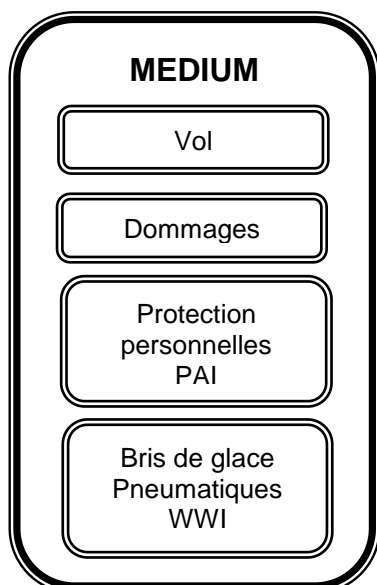 MEDIUM
Vol
Dommages
Protection
personnelles
PAI
Bris de glace
Pneumatiques
WWI